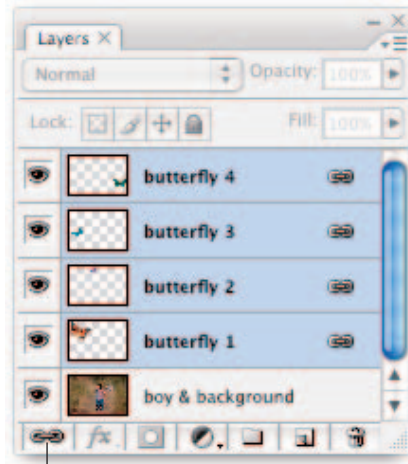 Layers ×
Normal Opacity: 100%
Lock: Fill: 100%
butterfly 4
butterfly 3
butterfly 2
butterfly 1
boy & background
fx.